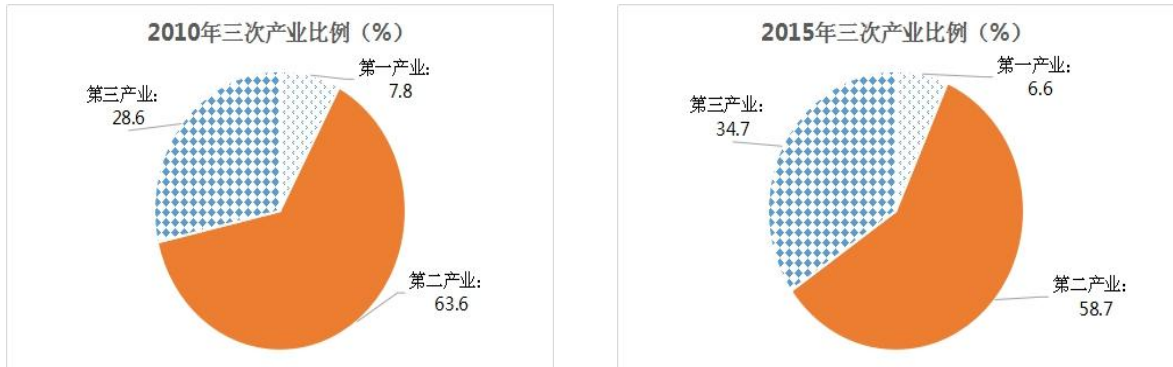 2010年三次产业比例（%）
第一产业：
7.8
第三产业：
28.6
第二产业：
63.6
2015年三次产业比例（%）
第一产业：
6.6
第三产业：
34.7
第二产业：
58.7